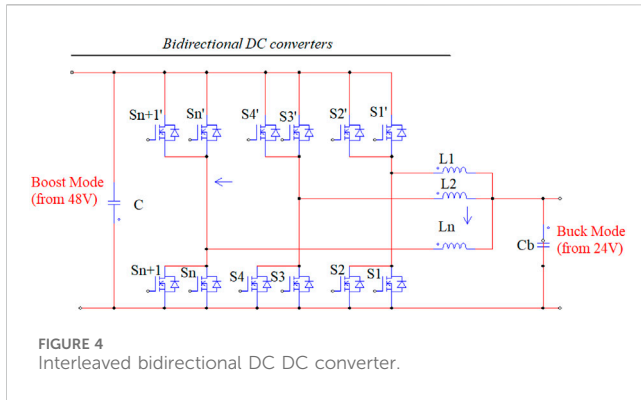 Bidirectional DC converters
Sn+1' Sn' S4' S3' S2' S1'
L1
L2
Ln
Boost Mode
(from 48V)
C
Cb
Buck Mode
(from 24V)
Sn+1 Sn S4 S3 S2 S1
FIGURE 4
Interleaved bidirectional DC DC converter.